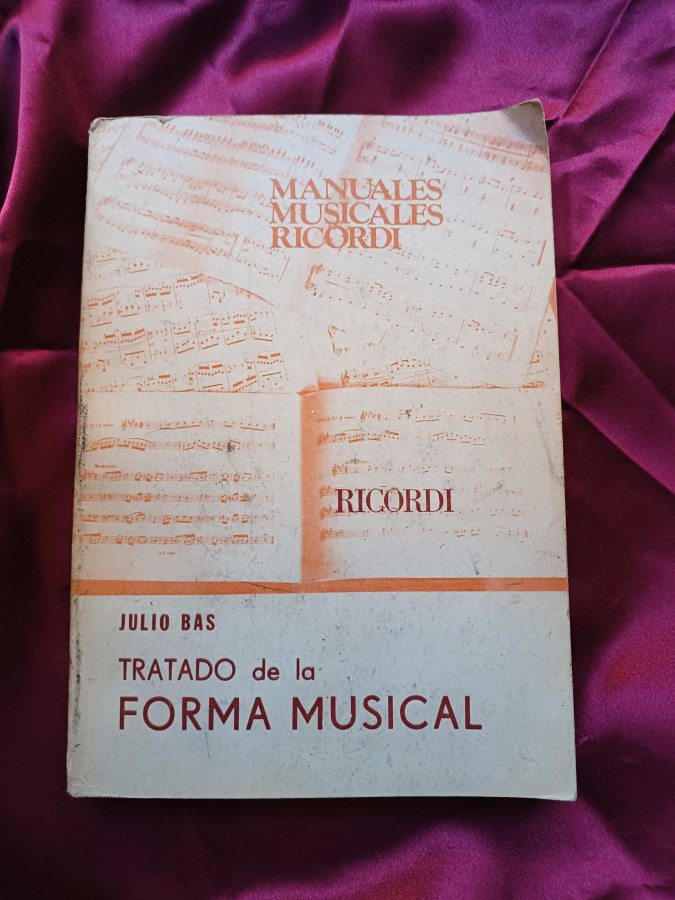 MANUALES
MUSICALES
RICORDI
RICORDI
JULIO BAS
TRATADO de la
FORMA MUSICAL